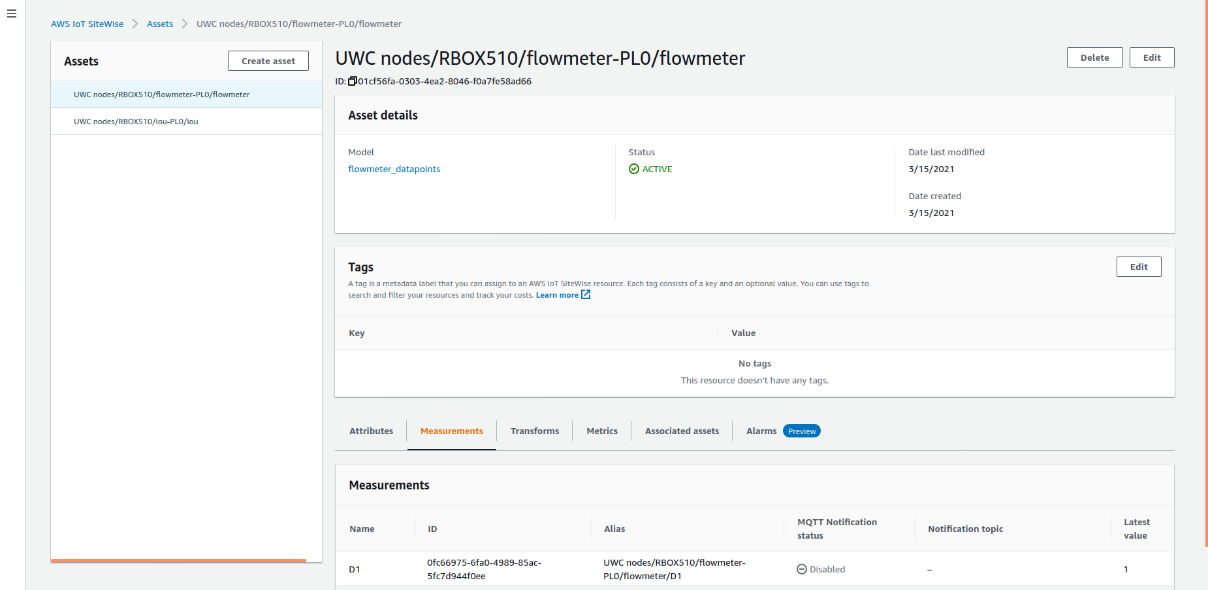 AWS IoT SiteWise > Assets > UWC nodes/RBOX510/flowmeter-PL0/flowmeter
Assets
Create asset
UWC nodes/RBOX510/flowmeter-PL0/flowmeter
UWC nodes/RBOX510/iou-PL0/iou
UWC nodes/RBOX510/flowmeter-PL0/flowmeter
Delete
Edit
ID: 01cf56fa-0303-4ea2-8046-f0a7fe58ad66
Asset details
Model
flowmeter_datapoints
Status
ACTIVE
Date last modified
3/15/2021
Date created
3/15/2021
Tags
Edit
A tag is a metadata label that you can assign to an AWS IoT SiteWise resource. Each tag consists of a key and an optional value. You can use tags to
search and filter your resources and track your costs. Learn more
Key Value
No tags
This resource doesn't have any tags.
Attributes Measurements Transforms Metrics Associated assets Alarms Preview
Measurements
Name
ID
Alias
MQTT Notification
status
Notification topic
Latest
value
D1
0fc66975-6fa0-4989-85ac-
5fc7d944f0ee
UWC nodes/RBOX510/flowmeter-
PL0/flowmeter/D1
Disabled
–
1